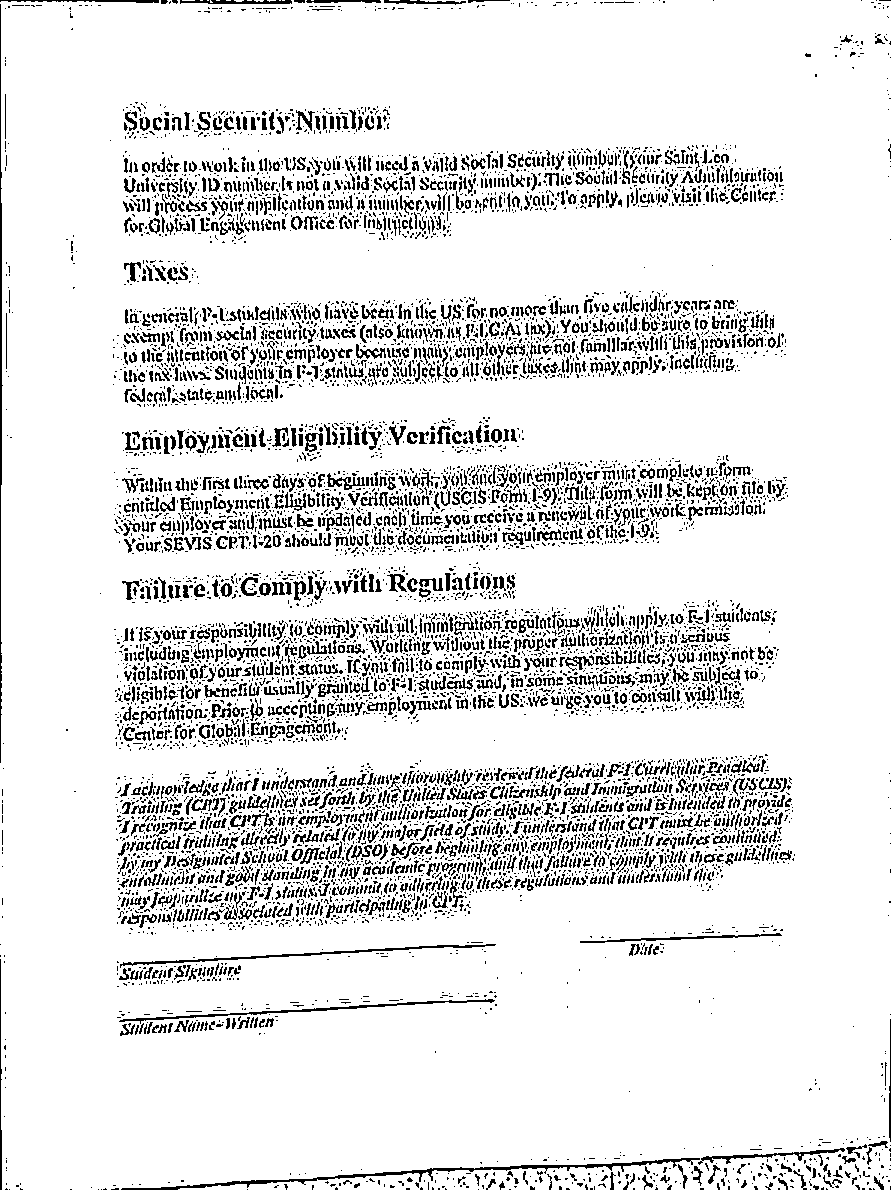 Social Security Number
In order to work in the US, you will need a valid Social Security number (your Saint Leo
University ID number is not a valid Social Security number). The Social Security Administration
will process your application and a number will be sent to you. To apply, please visit the Center
for Global Engagement Office for instructions.
Taxes
In general, F-1 students who have been in the US for no more than five calendar years are
exempt from social security taxes (also known as F.I.C.A. tax). You should be sure to bring this
to the attention of your employer because many employers are not familiar with this provision of
the tax laws. Students in F-1 status are subject to all other taxes that may apply, including
federal, state and local.
Employment Eligibility Verification
Within the first three days of beginning work, you and your employer must complete a form
entitled Employment Eligibility Verification (USCIS Form I-9). This form will be kept on file by
your employer and must be updated each time you receive a renewal of your work permission.
Your SEVIS CPT I-20 should meet the documentation requirement of the I-9.
Failure to Comply with Regulations
It is your responsibility to comply with all immigration regulations which apply to F-1 students,
including employment regulations. Working without the proper authorization is a serious
violation of your student status. If you fail to comply with your responsibilities, you may not be
eligible for benefits usually granted to F-1 students and, in some situations, may be subject to
deportation. Prior to accepting any employment in the US. we urge you to consult with the
Center for Global Engagement.
I acknowledge that I understand and have thoroughly reviewed the federal F-1 Curricular Practical
Training (CPT) guidelines set forth by the United States Citizenship and Immigration Services (USCIS).
I recognize that CPT is an employment authorization for eligible F-1 students and is intended to provide
practical training directly related to my major field of study. I understand that CPT must be authorized
by my Designated School Official (DSO) before beginning any employment, that it requires continued
enrollment and good standing in my academic program, and that failure to comply with these guidelines
may jeopardize my F-1 status. I commit to adhering to these regulations and understand the
responsibilities associated with participating in CPT.
Student Signature
Date
Student Name - Written